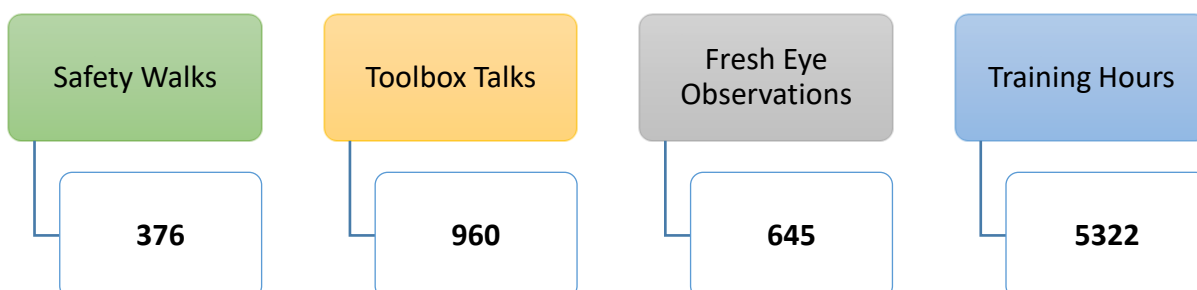 Safety Walks
Toolbox Talks
Fresh Eye
Observations
Training Hours
376
960
645
5322